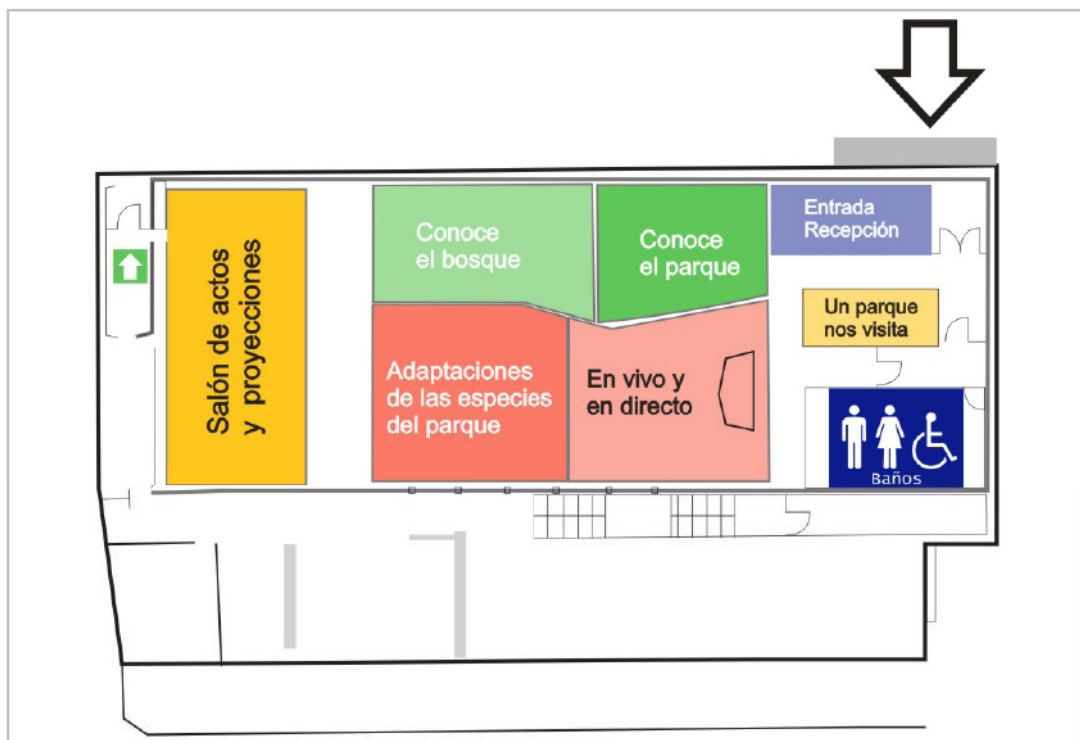 Salón de actos
y proyecciones
Conoce
el bosque
Conoce
el parque
Entrada
Recepción
Un parque
nos visita
Adaptaciones
de las especies
del parque
En vivo y
en directo
Baños